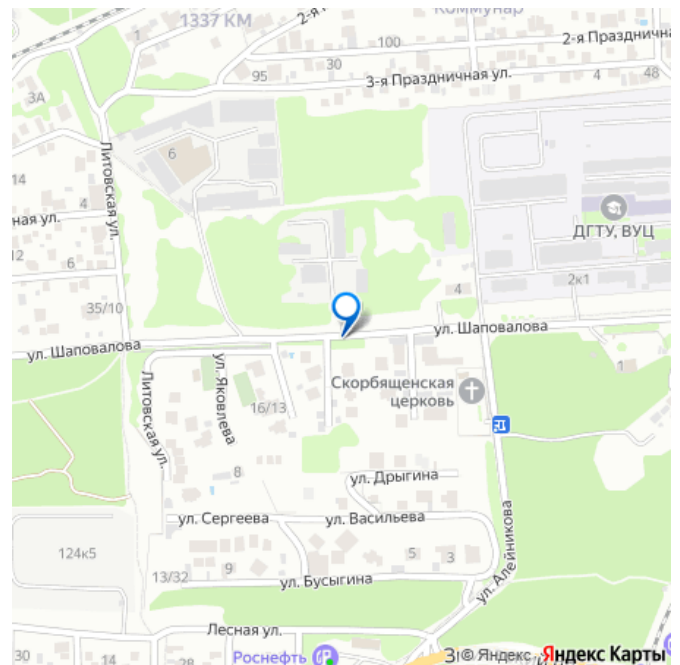 1337 КМ
2-я П
Коммунар
2-я Праздничная
1
100
95
30
3-я Праздничная ул.
4
48
3А
6
Литовская ул.
14
4
ная ул.
12
6
ДГТУ, ВУЦ
2к1
4
35/10
ул. Шаповалова
ул. Шаповалова
Литовская ул.
ул. Яковлева
16/13
Скорбященская
церковь
1
8
ул. Дрыгина
ул. Сергеева
ул. Васильева
ул. Алейникова
124к5
13/32
9
5
3
ул. Бусыгина
Лесная ул.
30
14
Роснефть
© Яндекс
Яндекс Карты